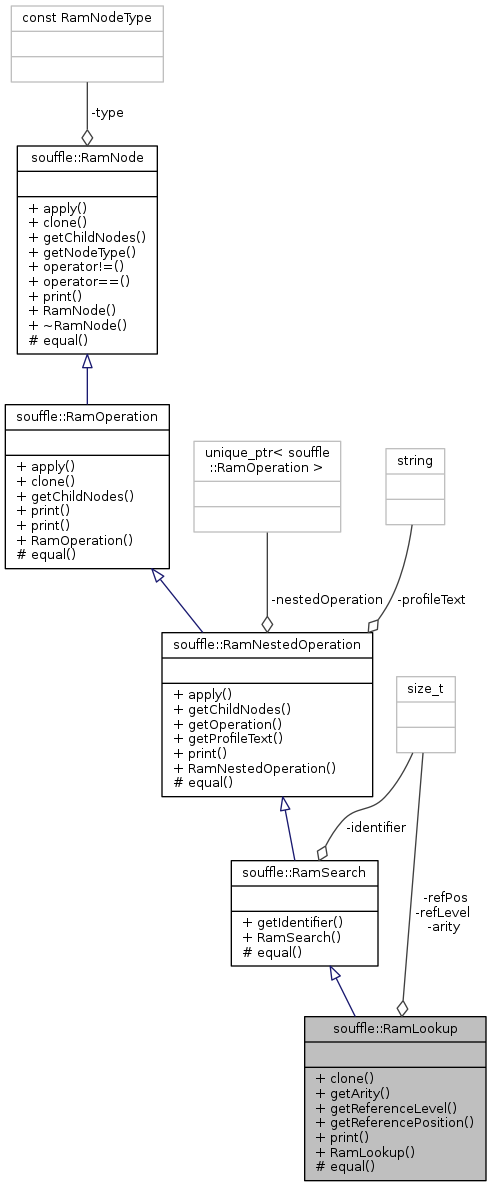 const RamNodeType
-type
souffle::RamNode
+ apply()
+ clone()
+ getChildNodes()
+ getNodeType()
+ operator!=()
+ operator==()
+ print()
+ RamNode()
+ ~RamNode()
# equal()
souffle::RamOperation
+ apply()
+ clone()
+ getChildNodes()
+ print()
+ print()
+ RamOperation()
# equal()
unique_ptr< souffle
::RamOperation >
string
-nestedOperation
-profileText
souffle::RamNestedOperation
+ apply()
+ getChildNodes()
+ getOperation()
+ getProfileText()
+ print()
+ RamNestedOperation()
# equal()
size_t
-identifier
souffle::RamSearch
+ getIdentifier()
+ RamSearch()
# equal()
-refPos
-refLevel
-arity
souffle::RamLookup
+ clone()
+ getArity()
+ getReferenceLevel()
+ getReferencePosition()
+ print()
+ RamLookup()
# equal()